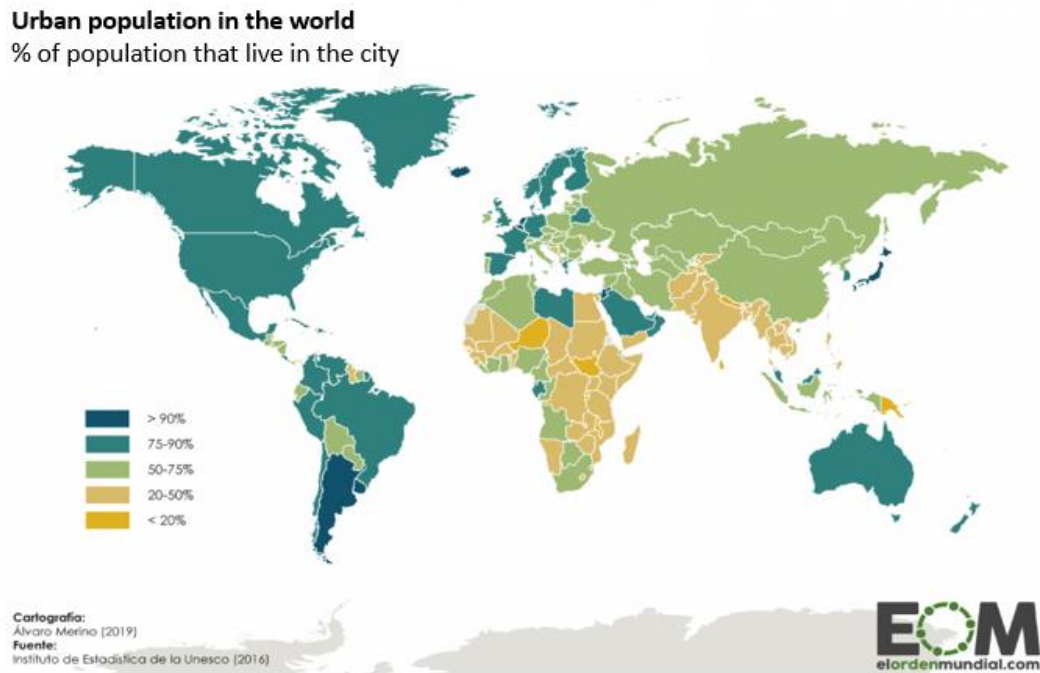 Urban population in the world
% of population that live in the city
> 90%
75-90%
50-75%
20-50%
< 20%
Cartografía:
Álvaro Merino (2019)
Fuente:
Instituto de Estadística de la Unesco (2016)
EOM
elordenmundial.com